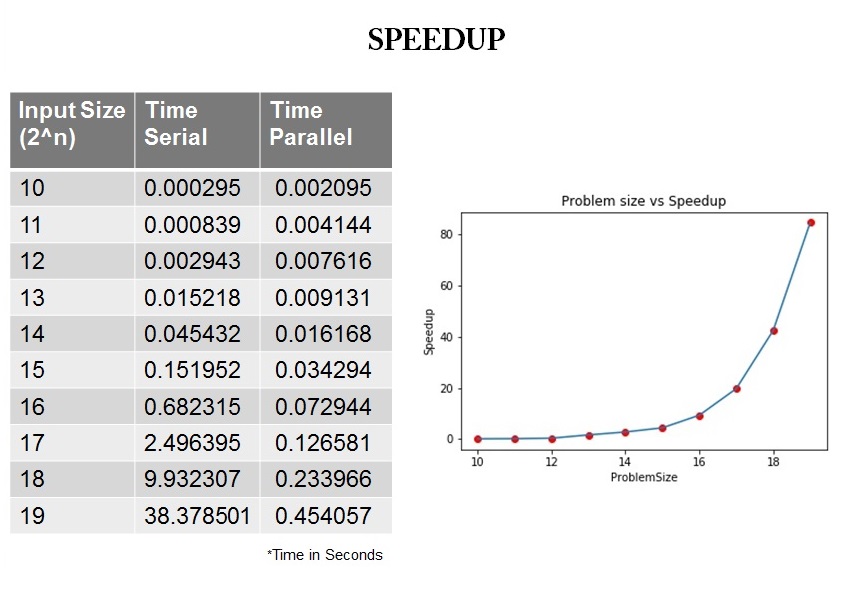 SPEEDUP
Input Size (2^n) Time Serial Time Parallel
10 0.000295 0.002095
11 0.000839 0.004144
12 0.002943 0.007616
13 0.015218 0.009131
14 0.045432 0.016168
15 0.151952 0.034294
16 0.682315 0.072944
17 2.496395 0.126581
18 9.932307 0.233966
19 38.378501 0.454057
*Time in Seconds
Problem size vs Speedup
Speedup
80
60
40
20
0
10 12 14 16 18
ProblemSize